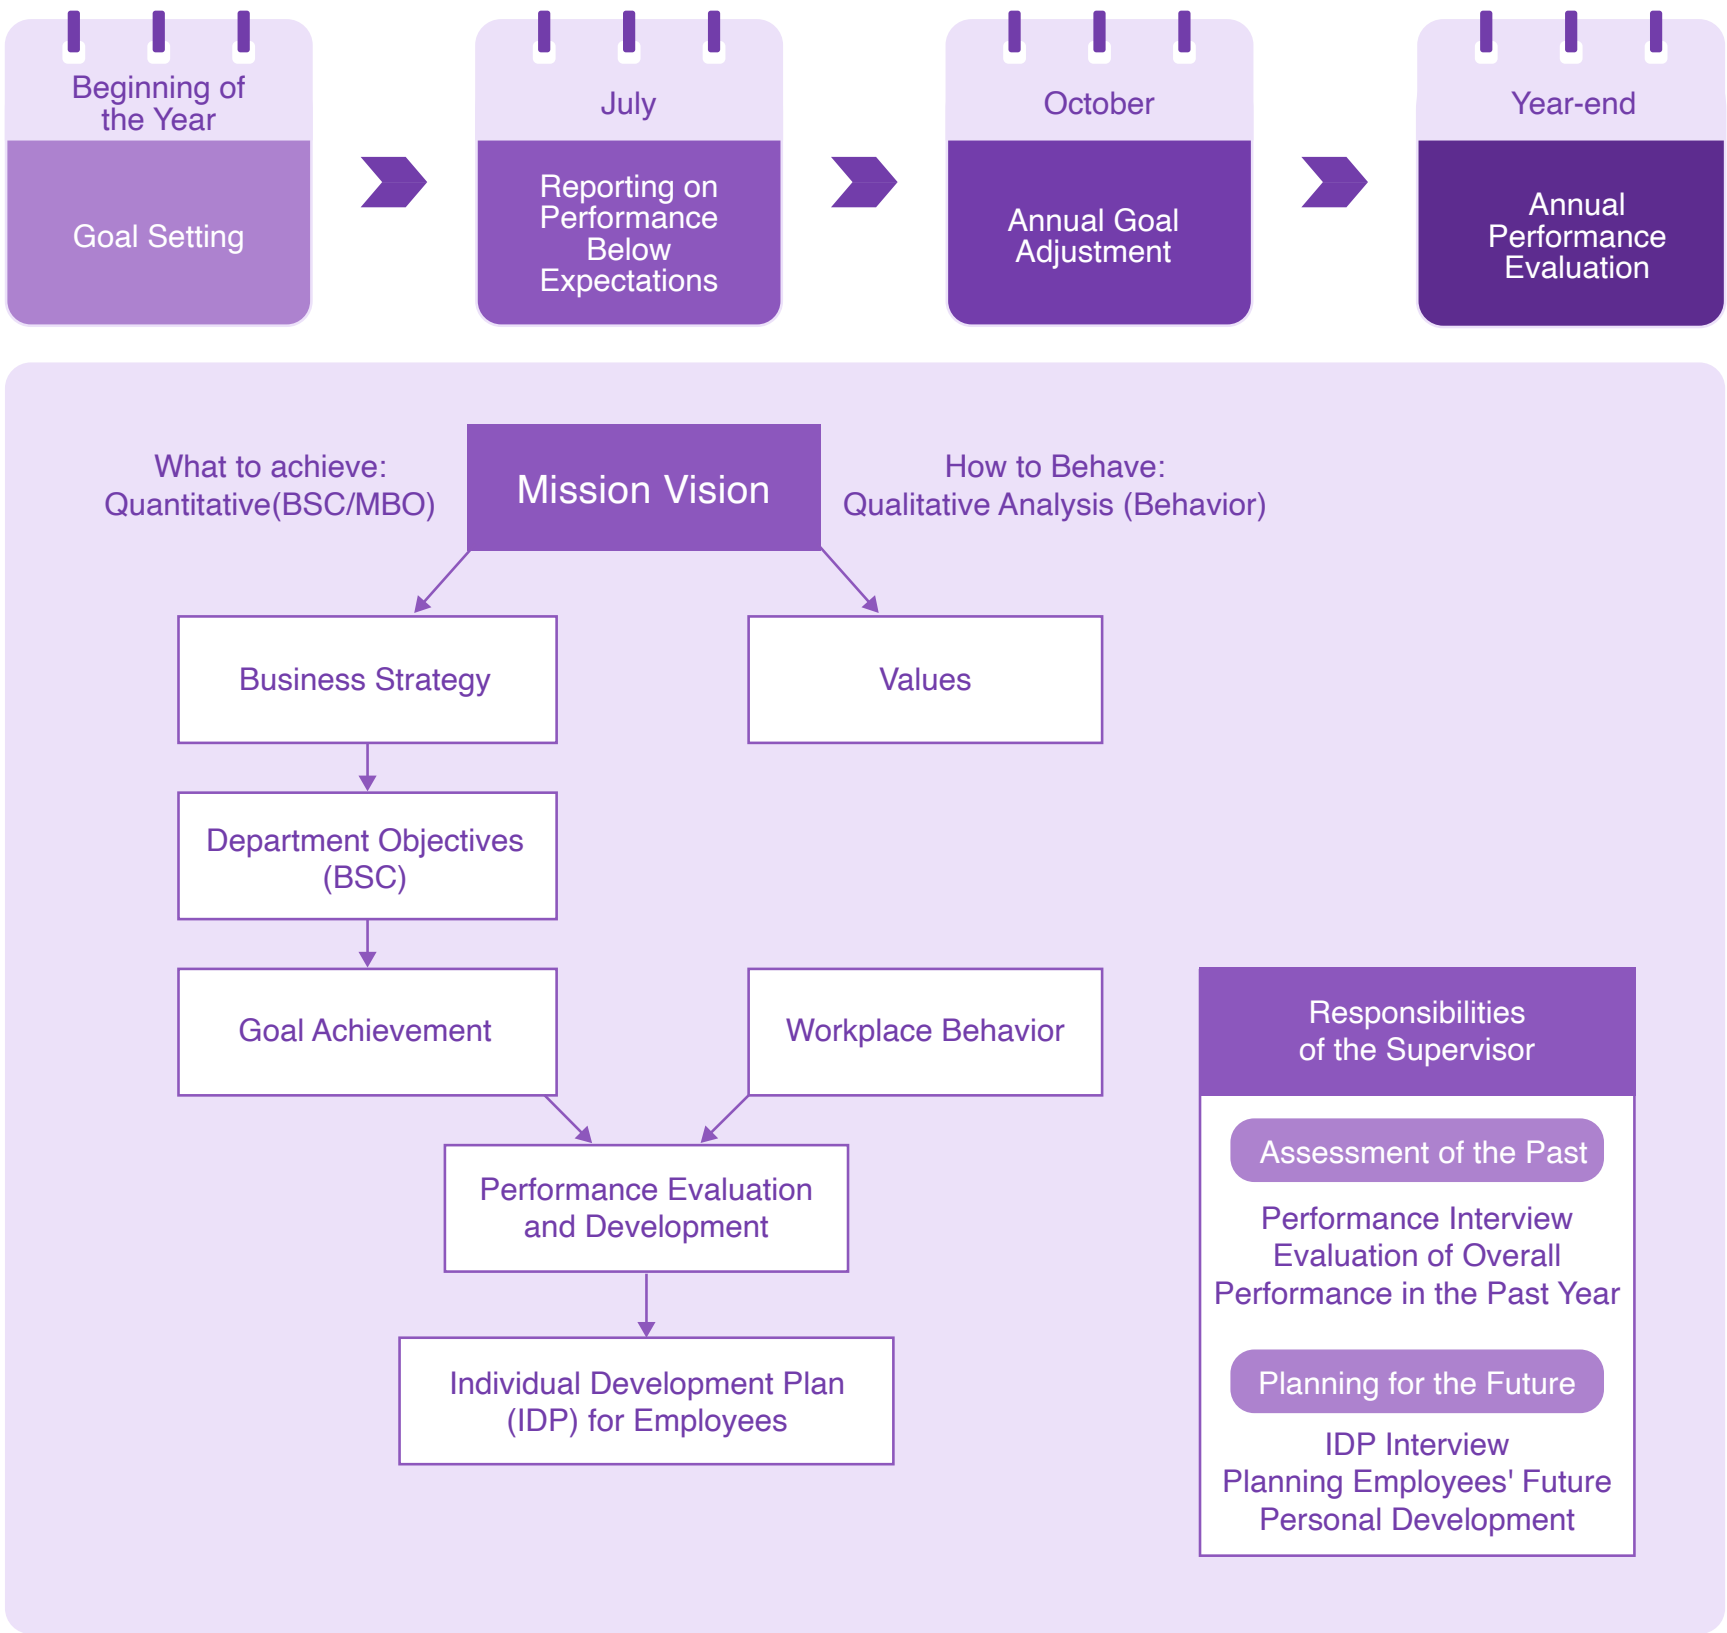 Beginning of
the Year
Goal Setting
July
Reporting on
Performance
Below
Expectations
October
Annual Goal
Adjustment
Year-end
Annual
Performance
Evaluation
What to achieve:
Quantitative(BSC/MBO)
Mission Vision
How to Behave:
Qualitative Analysis (Behavior)
Business Strategy
Values
Department Objectives
(BSC)
Goal Achievement
Workplace Behavior
Performance Evaluation
and Development
Individual Development Plan
(IDP) for Employees
Responsibilities
of the Supervisor
Assessment of the Past
Performance Interview
Evaluation of Overall
Performance in the Past Year
Planning for the Future
IDP Interview
Planning Employees' Future
Personal Development